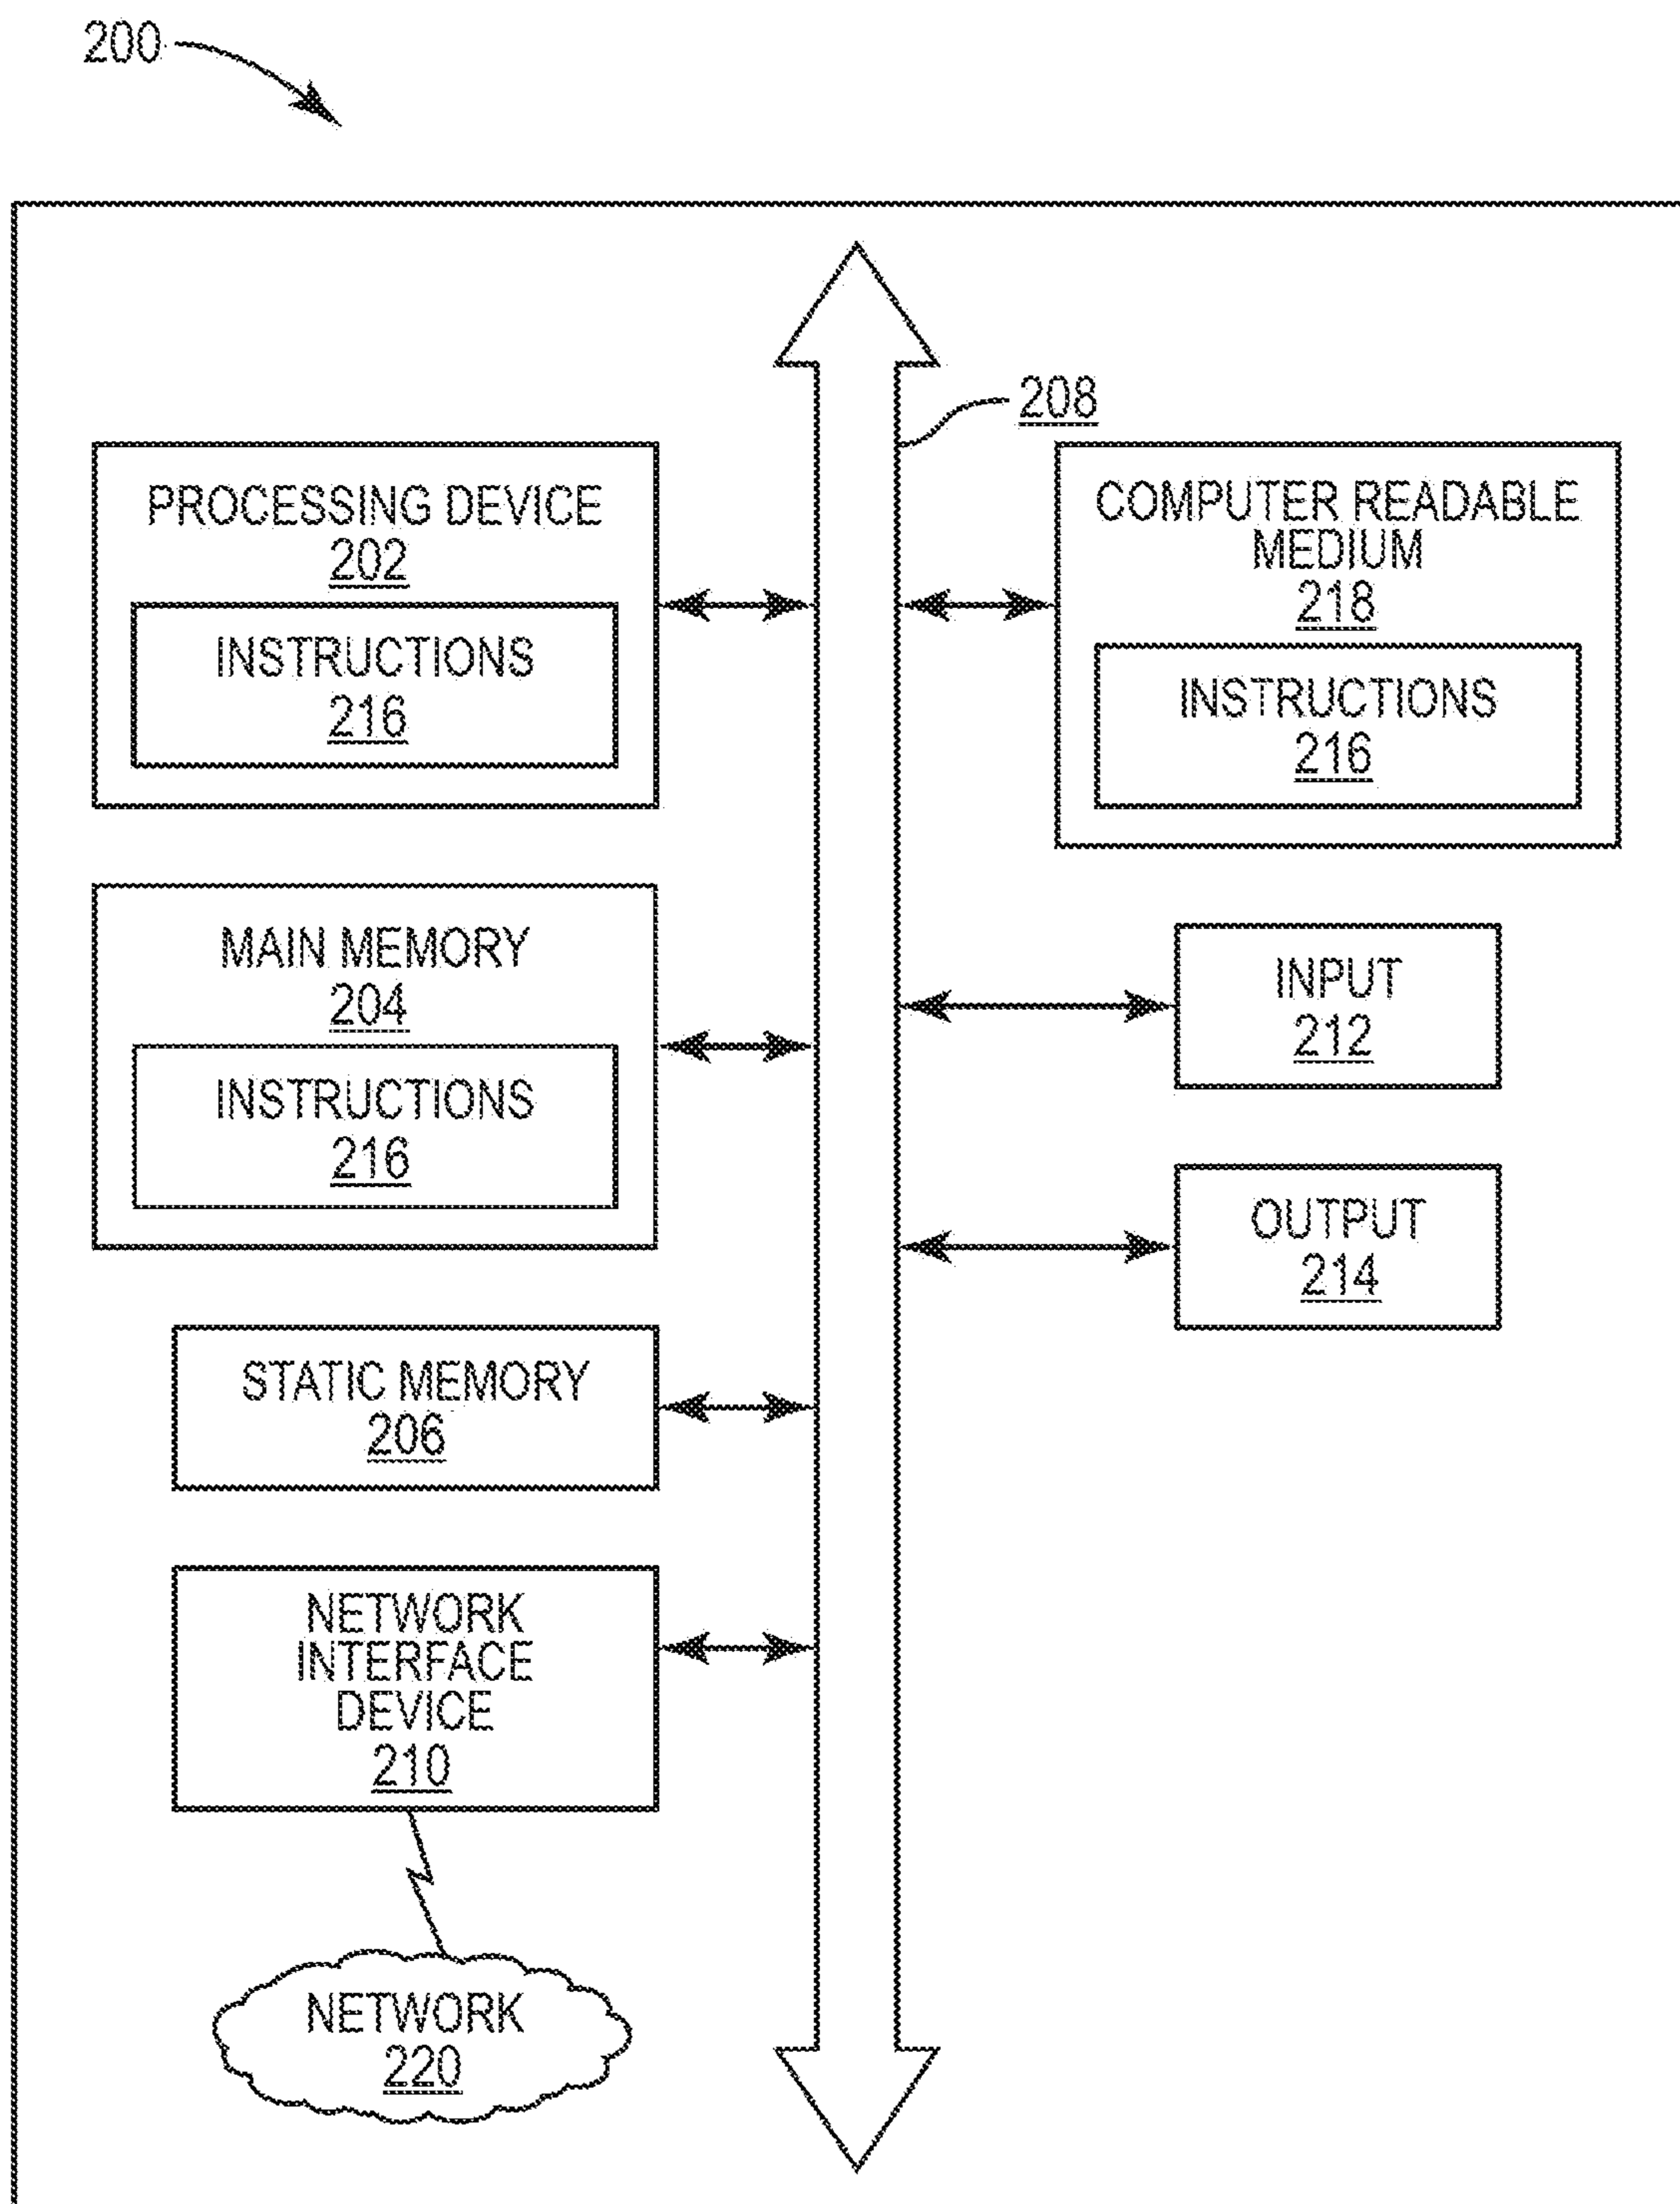 200
208
PROCESSING DEVICE
202
INSTRUCTIONS
216
COMPUTER READABLE
MEDIUM
218
INSTRUCTIONS
216
MAIN MEMORY
204
INSTRUCTIONS
216
INPUT
212
OUTPUT
214
STATIC MEMORY
206
NETWORK
INTERFACE
DEVICE
210
NETWORK
220